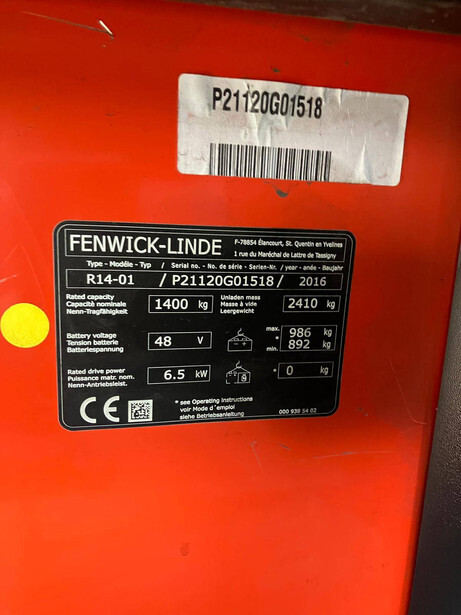 P21120G01518
FENWICK-LINDE
F-78854 Élancourt, St. Quentin en Yvelines
1 rue du Maréchal de Lattre de Tassigny
Type - Modèle - Typ / Serial no. - No. de série - Serien-Nr. / year - année - Baujahr
R14-01 / P21120G01518 / 2016
Rated capacity
Capacité nominale
Nenn-Tragfähigkeit
1400 kg
Unladen mass
Masse à vide
Leergewicht
2410 kg
Battery voltage
Tension batterie
Batteriespannung
48 V
max. * 986 kg
min. * 892 kg
Rated drive power
Puissance matr. nom.
Nenn-Antriebsleist.
6.5 kW
* 0 kg
CE
* see Operating Instructions
voir Mode d'emploi
siehe Betriebsanleitung
000 938 54 02